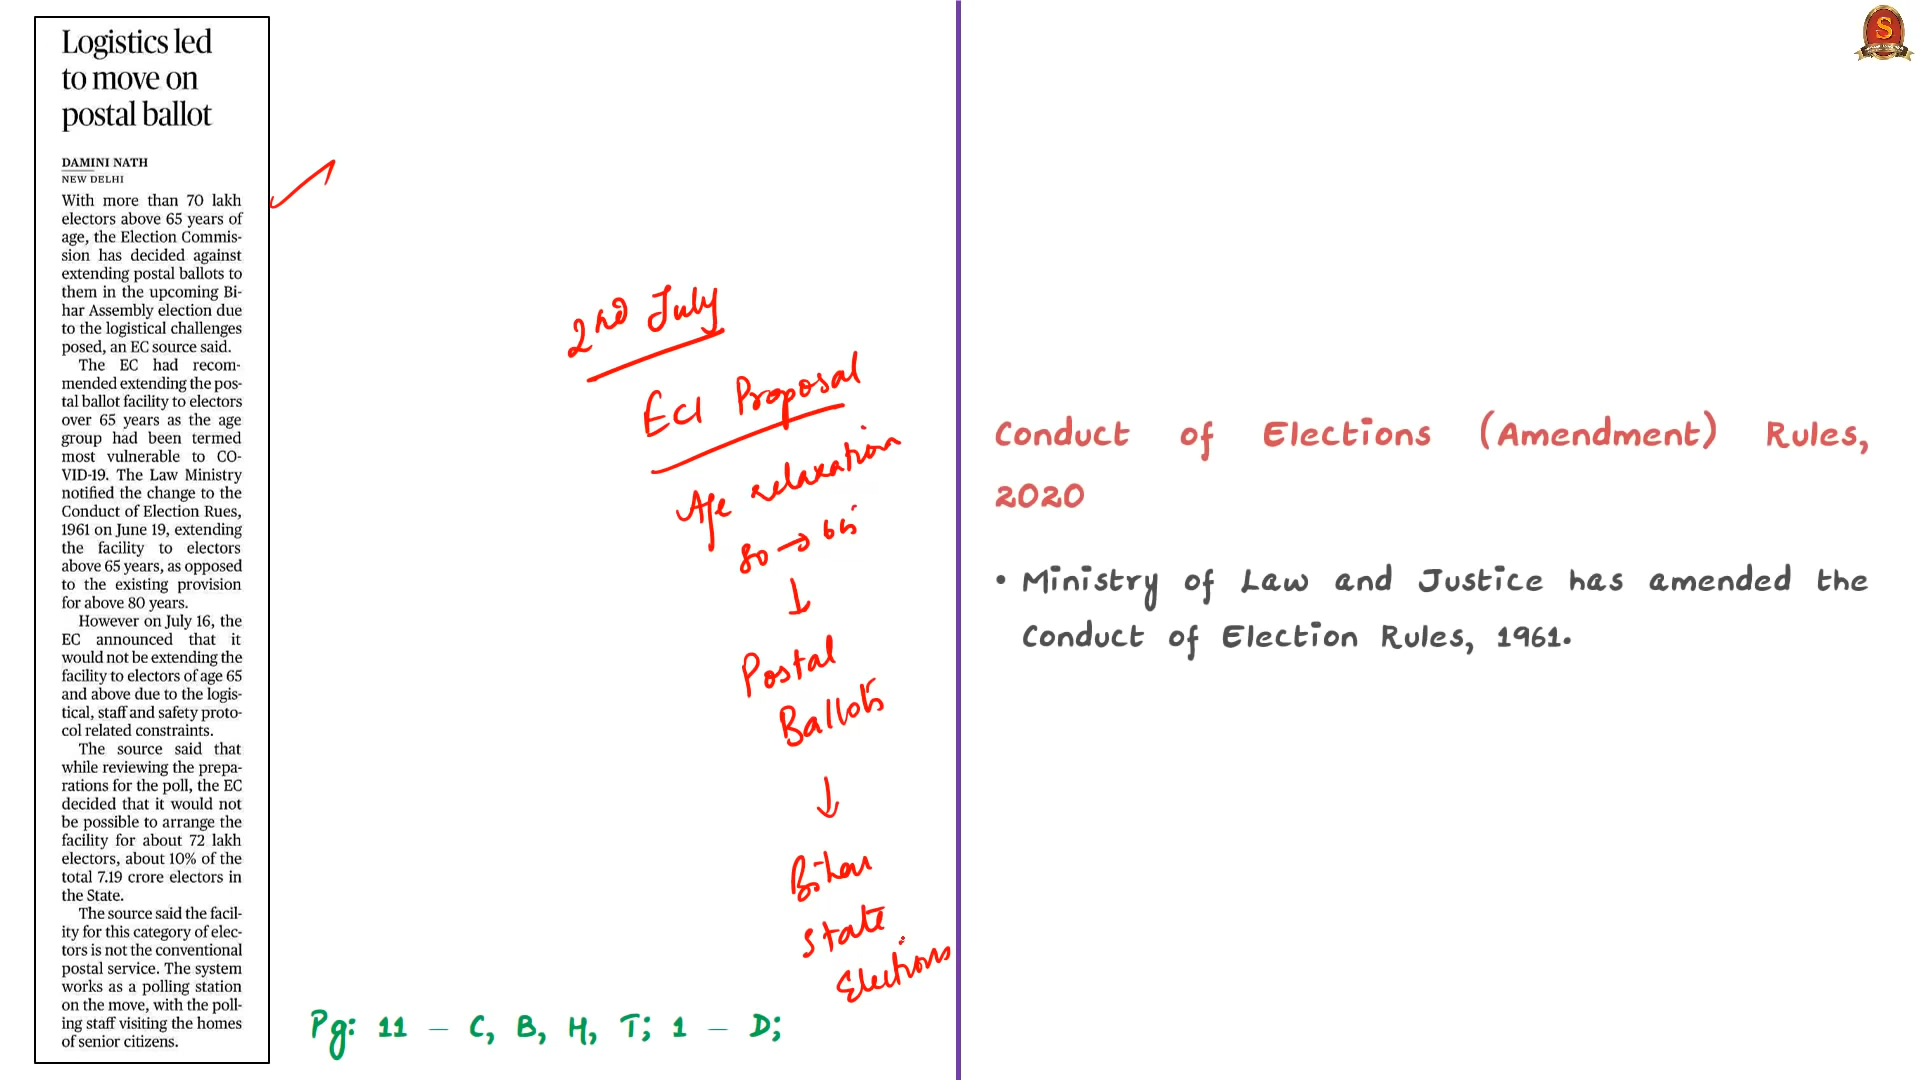 Logistics led
to move on
postal ballot
DAMINI NATH
NEW DELHI
With more than 70 lakh
electors above 65 years of
age, the Election Commis-
sion has decided against
extending postal ballots to
them in the upcoming Bi-
har Assembly election due
to the logistical challenges
posed, an EC source said.
The EC had recom-
mended extending the pos-
tal ballot facility to electors
over 65 years as the age
group had been termed
most vulnerable to CO-
VID-19. The Law Ministry
notified the change to the
Conduct of Election Rues,
1961 on June 19, extending
the facility to electors
above 65 years, as opposed
to the existing provision
for above 80 years.
However on July 16, the
EC announced that it
would not be extending the
facility to electors of age 65
and above due to the logis-
tical, staff and safety proto-
col related constraints.
The source said that
while reviewing the prepa-
rations for the poll, the EC
decided that it would not
be possible to arrange the
facility for about 72 lakh
electors, about 10% of the
total 7.19 crore electors in
the State.
The source said the facil-
ity for this category of elec-
tors is not the conventional
postal service. The system
works as a polling station
on the move, with the poll-
ing staff visiting the homes
of senior citizens.
2nd July
ECI Proposal
Age relaxation
80 → 65
↓
Postal
Ballots
↓
Bihar
State
Elections
Pg: 11 – C, B, H, T; 1 – D;
S
Conduct of Elections (Amendment) Rules,
2020
• Ministry of Law and Justice has amended the
Conduct of Election Rules, 1961.